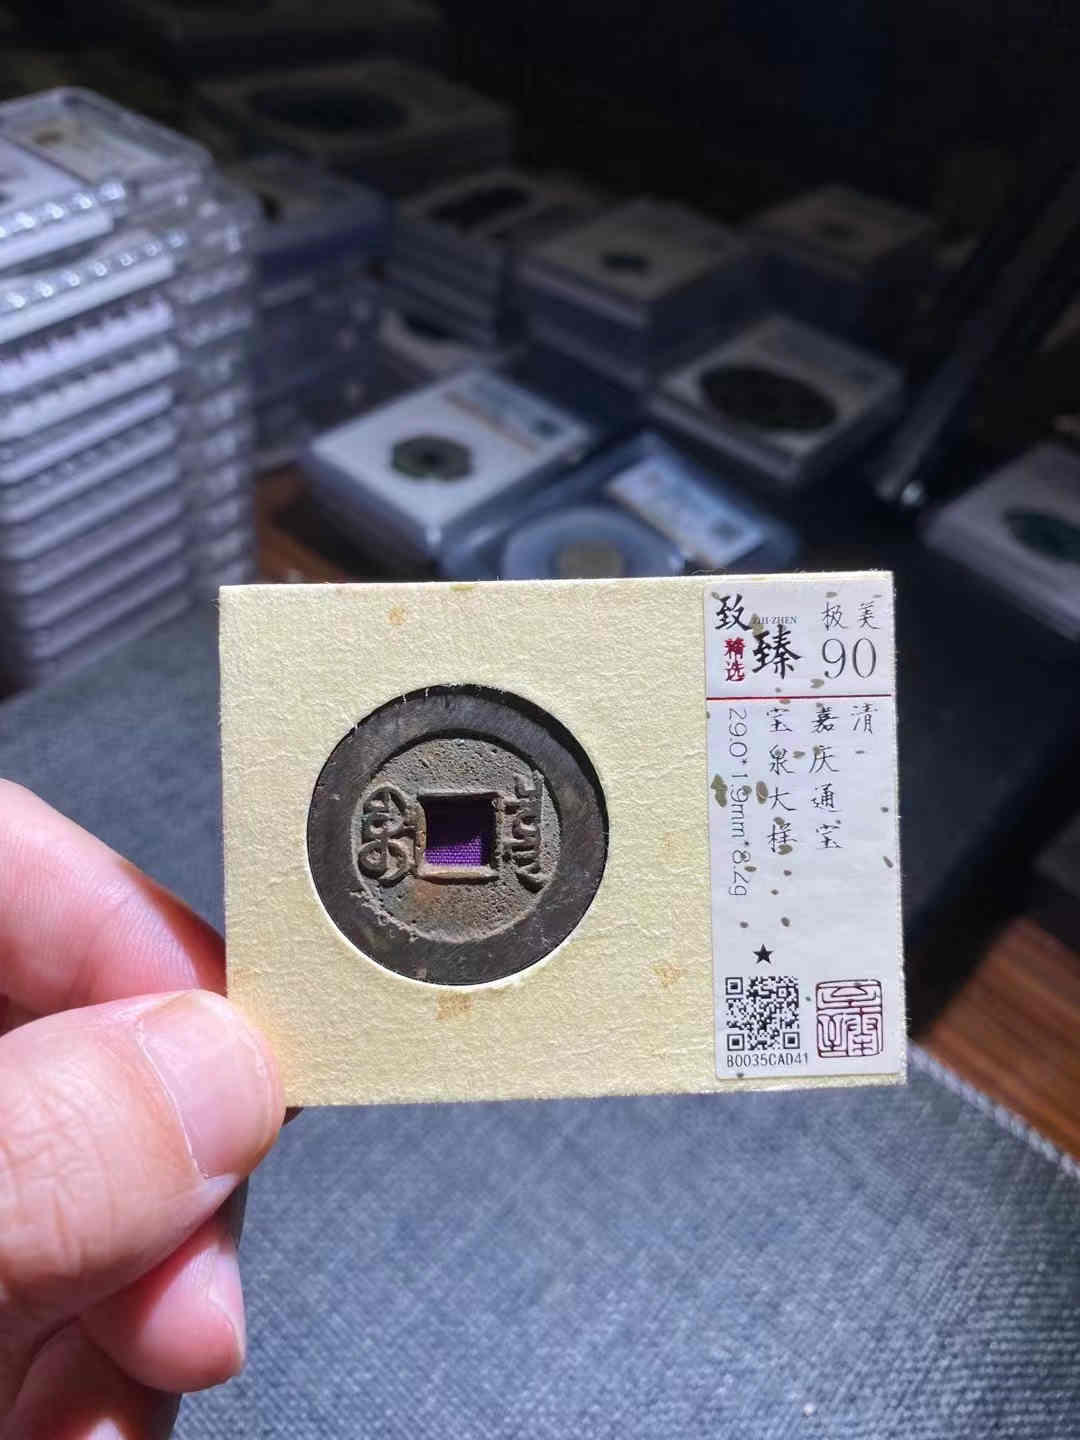 致臻
ZHI·ZHEN
精选
极美
90
清
嘉庆通宝
宝泉大样
29.0*1.9mm*8.2g
B0035CAD41